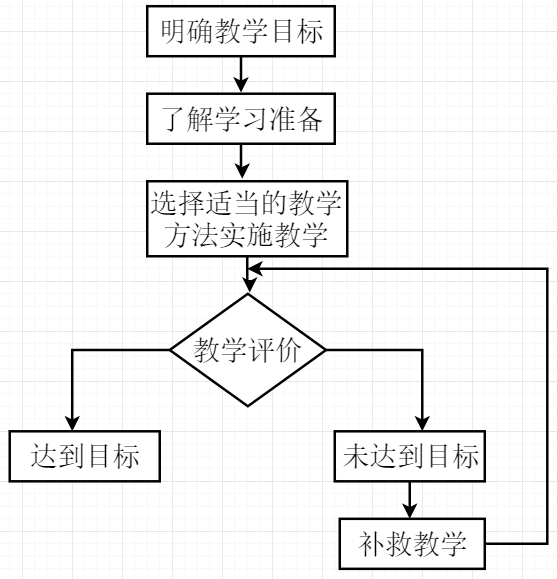 明确教学目标
了解学习准备
选择适当的教学
方法实施教学
教学评价
达到目标
未达到目标
补救教学